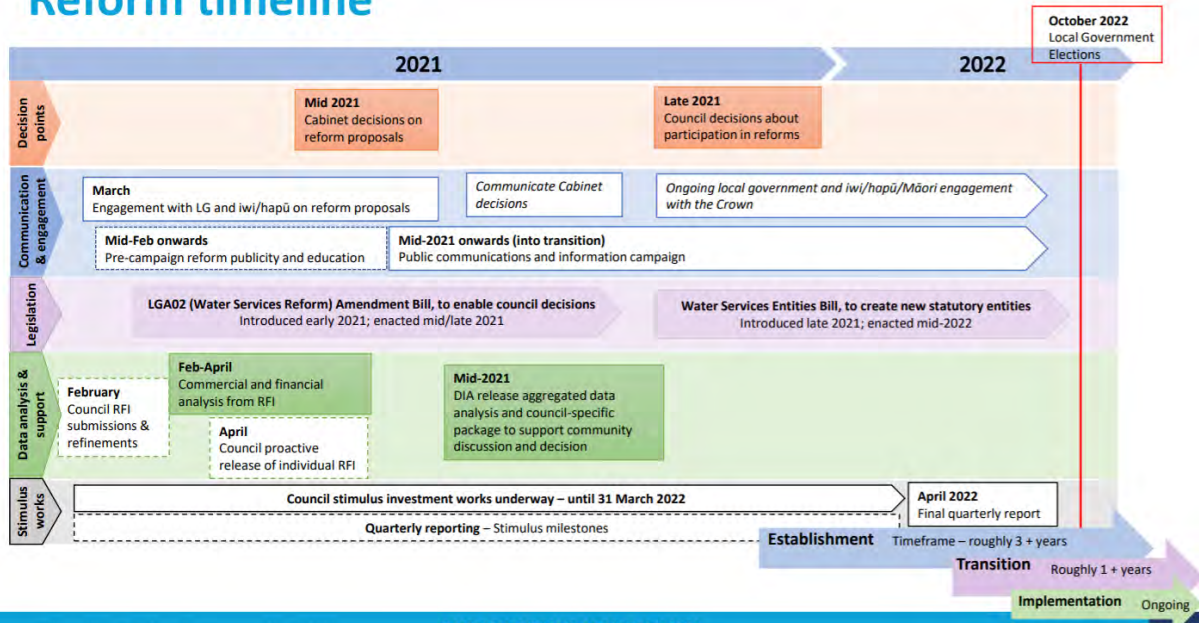 Reform timeline
October 2022
Local Government
Elections
2021
2022
Decision
points
Mid 2021
Cabinet decisions on
reform proposals
Late 2021
Council decisions about
participation in reforms
Communication
& engagement
March
Engagement with LG and iwi/hapū on reform proposals
Communicate Cabinet
decisions
Ongoing local government and iwi/hapū/Māori engagement
with the Crown
Mid-Feb onwards
Pre-campaign reform publicity and education
Mid-2021 onwards (into transition)
Public communications and information campaign
Legislation
LGA02 (Water Services Reform) Amendment Bill, to enable council decisions
Introduced early 2021; enacted mid/late 2021
Water Services Entities Bill, to create new statutory entities
Introduced late 2021; enacted mid-2022
Data analysis &
support
February
Council RFI
submissions &
refinements
Feb-April
Commercial and financial
analysis from RFI
April
Council proactive
release of individual RFI
Mid-2021
DIA release aggregated data
analysis and council-specific
package to support community
discussion and decision
Stimulus
works
Council stimulus investment works underway – until 31 March 2022
Quarterly reporting – Stimulus milestones
April 2022
Final quarterly report
Establishment Timeframe – roughly 3 + years
Transition Roughly 1 + years
Implementation Ongoing